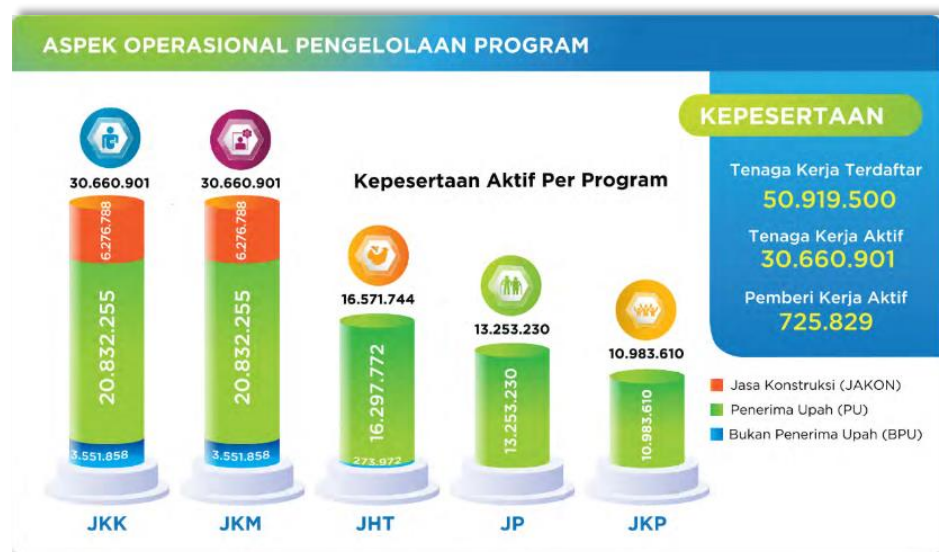 ASPEK OPERASIONAL PENGELOLAAN PROGRAM
KEPESERTAAN
Tenaga Kerja Terdaftar
50.919.500
Tenaga Kerja Aktif
30.660.901
Pemberi Kerja Aktif
725.829
Kepesertaan Aktif Per Program
30.660.901
6.276.788
20.832.255
3.551.858
JKK
30.660.901
6.276.788
20.832.255
3.551.858
JKM
16.571.744
16.297.772
273.972
JHT
13.253.230
13.253.230
JP
10.983.610
10.983.610
JKP
Jasa Konstruksi (JAKON)
Penerima Upah (PU)
Bukan Penerima Upah (BPU)